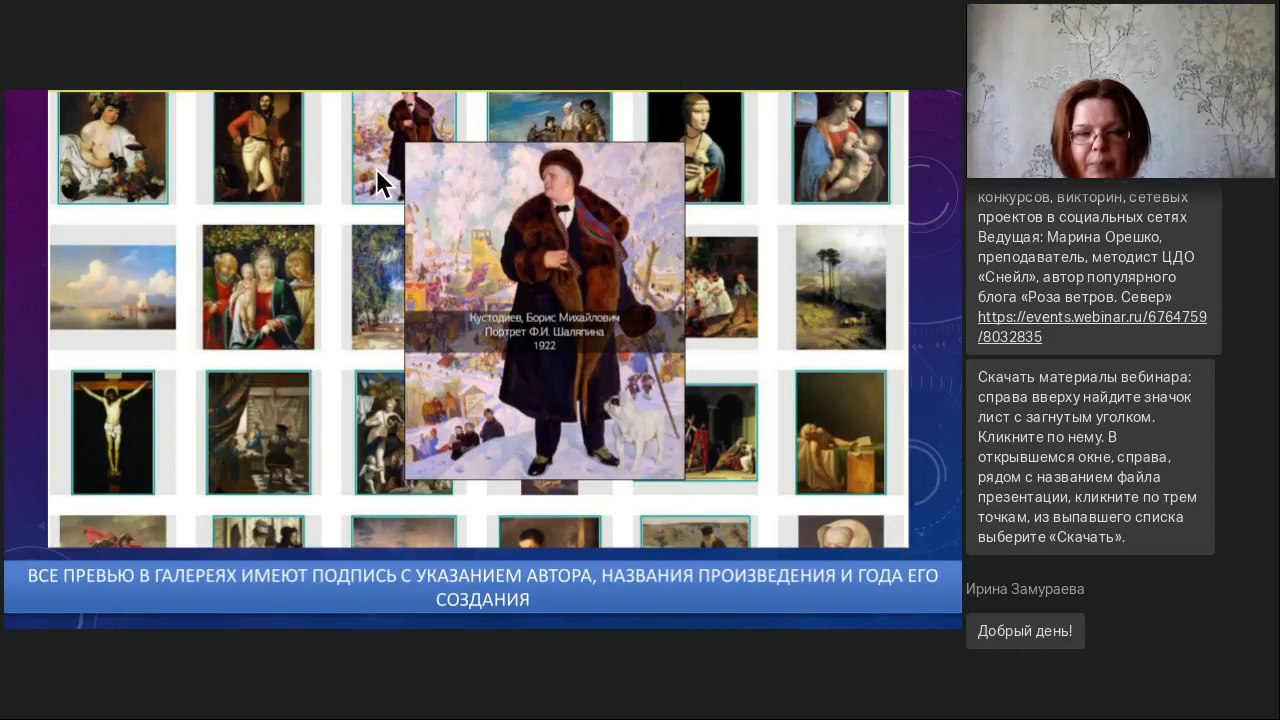 Кустодиев, Борис Михайлович
Портрет Ф.И. Шаляпина
1922
ВСЕ ПРЕВЬЮ В ГАЛЕРЕЯХ ИМЕЮТ ПОДПИСЬ С УКАЗАНИЕМ АВТОРА, НАЗВАНИЯ ПРОИЗВЕДЕНИЯ И ГОДА ЕГО
СОЗДАНИЯ
конкурсов, викторин, сетевых
проектов в социальных сетях
Ведущая: Марина Орешко,
преподаватель, методист ЦДО
«Снейл», автор популярного
блога «Роза ветров. Север»
https://events.webinar.ru/6764759
/8032835
Скачать материалы вебинара:
справа вверху найдите значок
лист с загнутым уголком.
Кликните по нему. В
открывшемся окне, справа,
рядом с названием файла
презентации, кликните по трем
точкам, из выпавшего списка
выберите «Скачать».
Ирина Замураева
Добрый день!